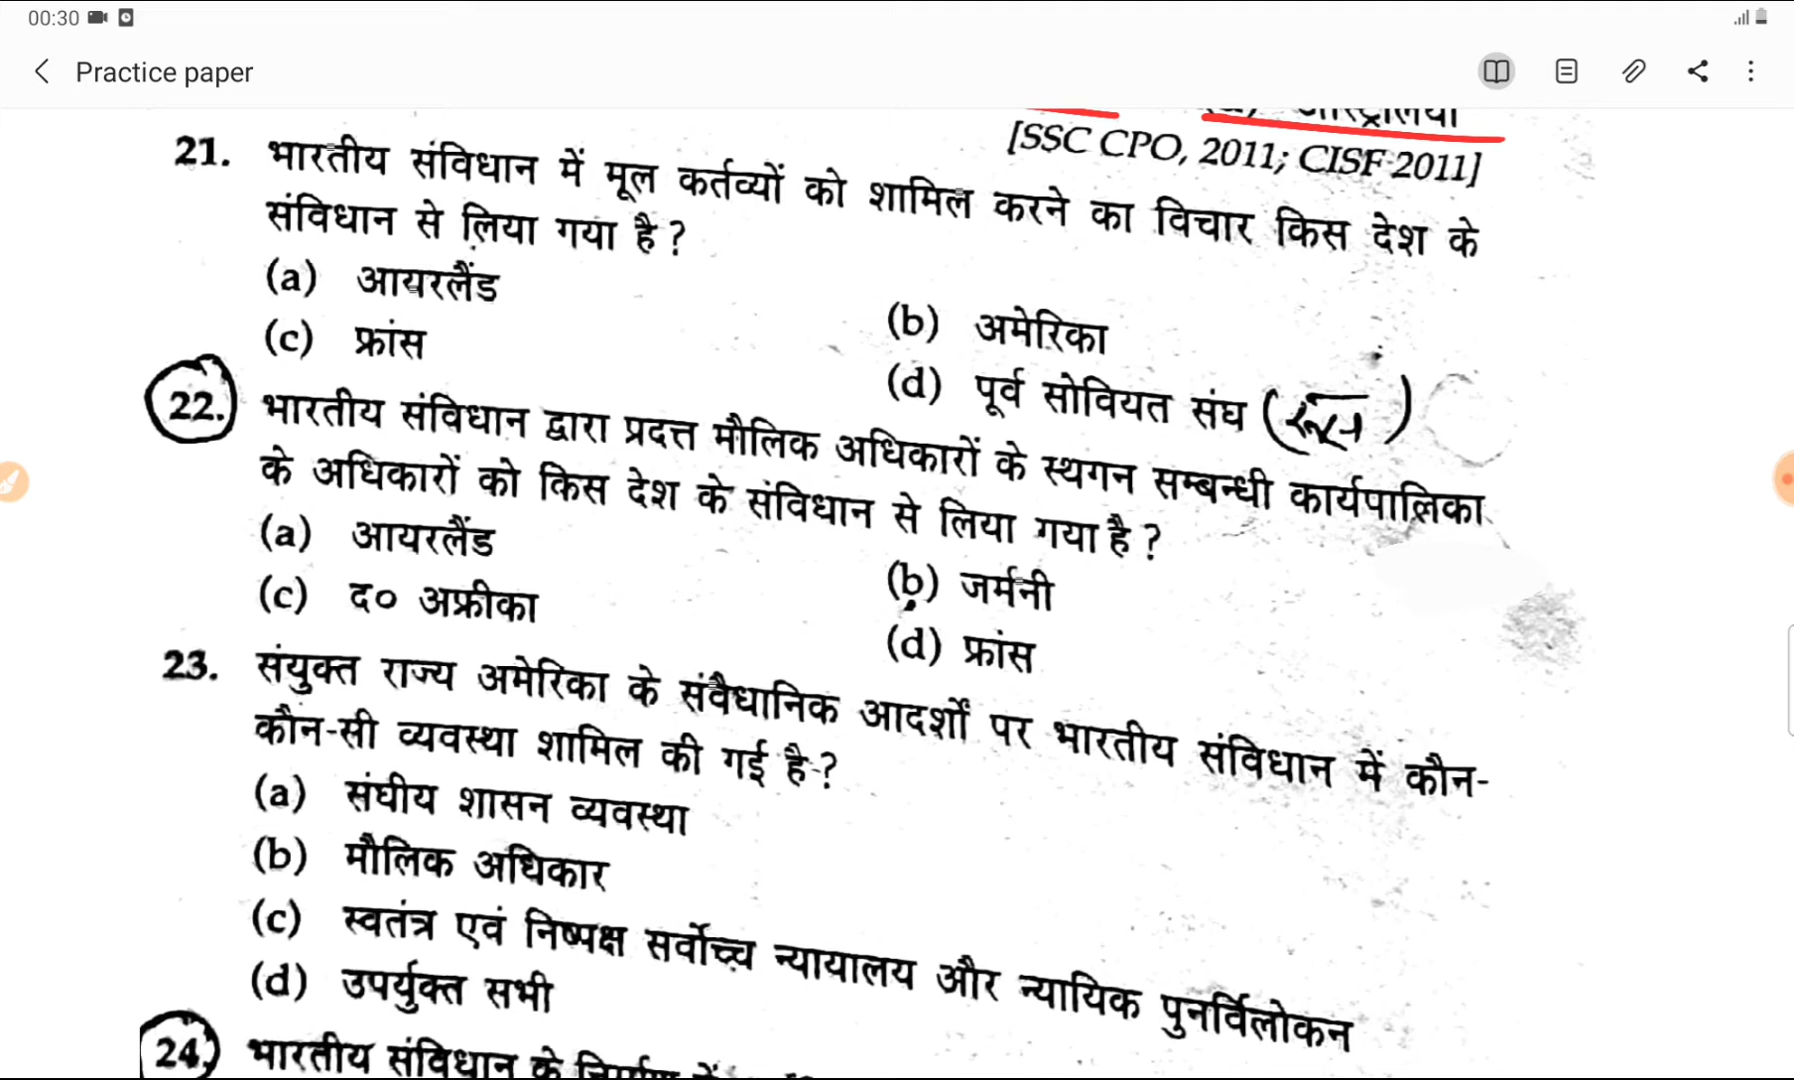 00:30
Practice paper
[SSC CPO, 2011; CISF 2011]
21. भारतीय संविधान में मूल कर्तव्यों को शामिल करने का विचार किस देश के
संविधान से लिया गया है ?
(a) आयरलैंड
(b) अमेरिका
(c) फ्रांस
(d) पूर्व सोवियत संघ (रूस)
22. भारतीय संविधान द्वारा प्रदत्त मौलिक अधिकारों के स्थगन सम्बन्धी कार्यपालिका
के अधिकारों को किस देश के संविधान से लिया गया है ?
(a) आयरलैंड
(b) जर्मनी
(c) द० अफ्रीका
(d) फ्रांस
23. संयुक्त राज्य अमेरिका के संवैधानिक आदर्शों पर भारतीय संविधान में कौन-
कौन-सी व्यवस्था शामिल की गई है ?
(a) संघीय शासन व्यवस्था
(b) मौलिक अधिकार
(c) स्वतंत्र एवं निष्पक्ष सर्वोच्च न्यायालय और न्यायिक पुनर्विलोकन
(d) उपर्युक्त सभी
24. भारतीय संविधान के निर्माण में